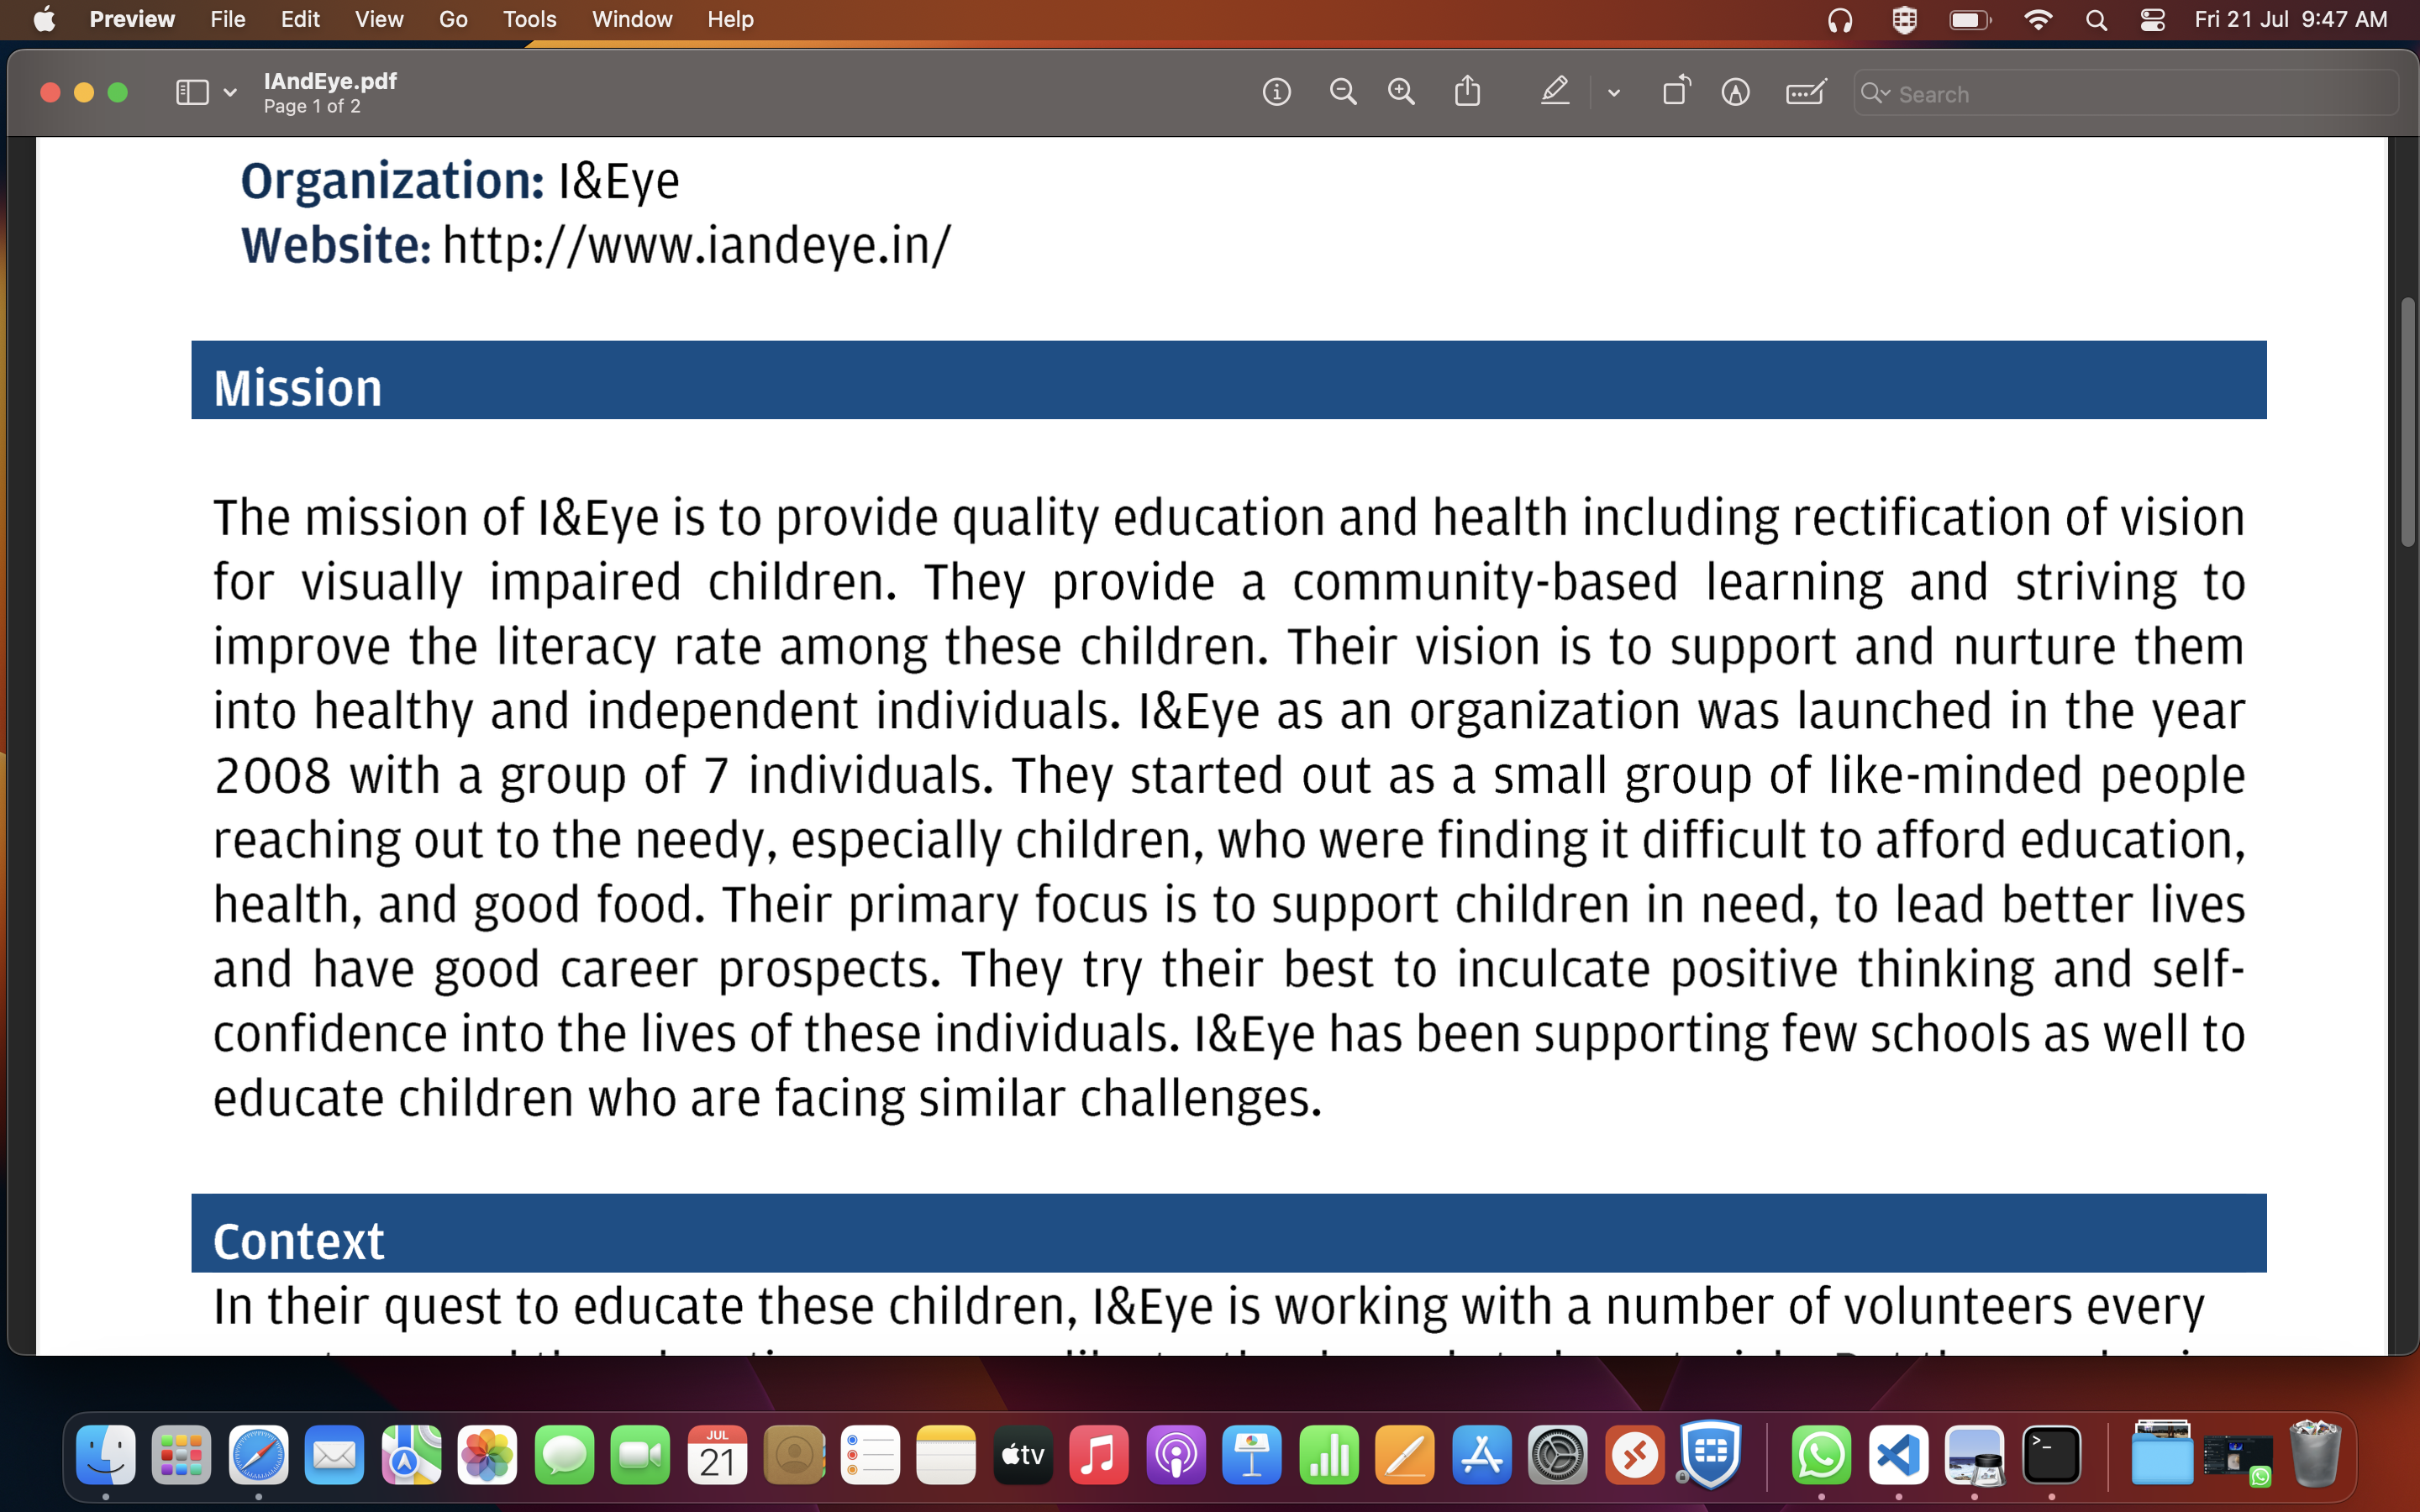 Preview File Edit View Go Tools Window Help Fri 21 Jul 9:47 AM
IAndEye.pdf
Page 1 of 2
Search
Organization: I&Eye
Website: http://www.iandeye.in/
Mission
The mission of I&Eye is to provide quality education and health including rectification of vision
for visually impaired children. They provide a community-based learning and striving to
improve the literacy rate among these children. Their vision is to support and nurture them
into healthy and independent individuals. I&Eye as an organization was launched in the year
2008 with a group of 7 individuals. They started out as a small group of like-minded people
reaching out to the needy, especially children, who were finding it difficult to afford education,
health, and good food. Their primary focus is to support children in need, to lead better lives
and have good career prospects. They try their best to inculcate positive thinking and self-
confidence into the lives of these individuals. I&Eye has been supporting few schools as well to
educate children who are facing similar challenges.
Context
In their quest to educate these children, I&Eye is working with a number of volunteers every
JUL
21
tv